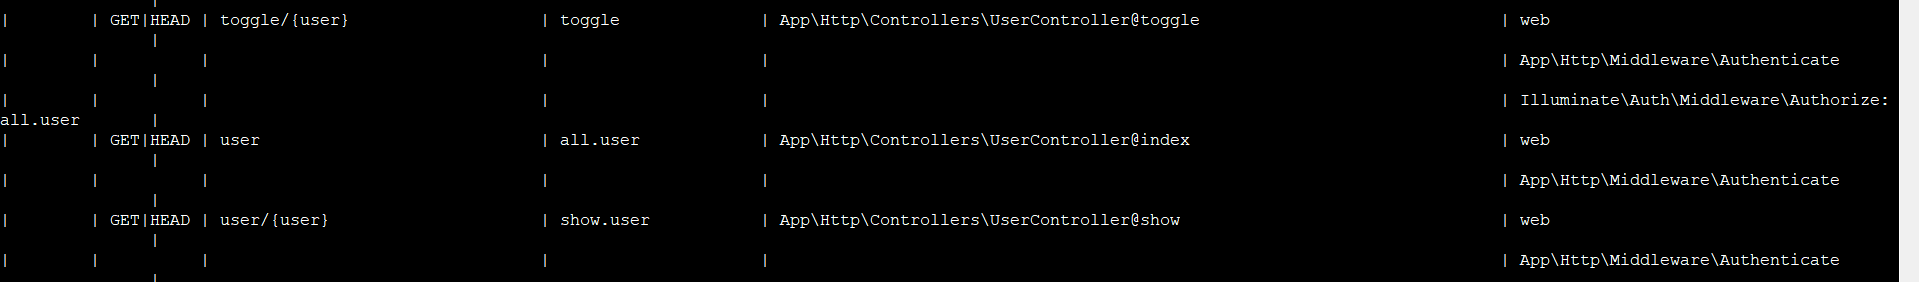 |        | GET|HEAD | toggle/{user}                   | toggle              | App\Http\Controllers\UserController@toggle                              | web
               |
|        |          |                                 |                     |                                                                         | App\Http\Middleware\Authenticate
               |
|        |          |                                 |                     |                                                                         | Illuminate\Auth\Middleware\Authorize:
all.user       |
|        | GET|HEAD | user                            | all.user            | App\Http\Controllers\UserController@index                               | web
               |
|        |          |                                 |                     |                                                                         | App\Http\Middleware\Authenticate
               |
|        | GET|HEAD | user/{user}                     | show.user           | App\Http\Controllers\UserController@show                                | web
               |
|        |          |                                 |                     |                                                                         | App\Http\Middleware\Authenticate
               |